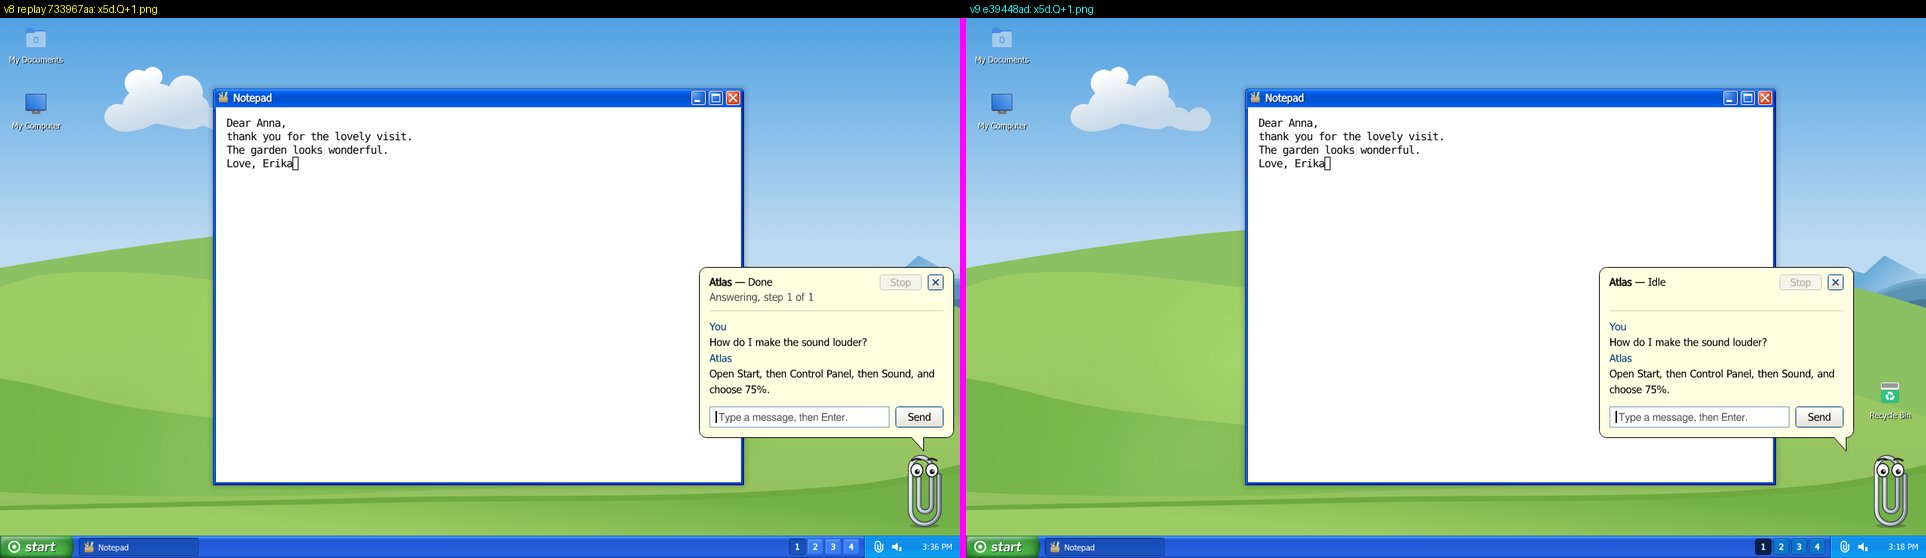 v8 replay 733967aa: x5d.Q+1.png
My Documents
My Computer
Notepad
Dear Anna,
thank you for the lovely visit.
The garden looks wonderful.
Love, Erika
Atlas — Done
Stop
Answering, step 1 of 1
You
How do I make the sound louder?
Atlas
Open Start, then Control Panel, then Sound, and
choose 75%.
Type a message, then Enter.
Send
start
Notepad
1 2 3 4
3:36 PM
v9 e39448ad: x5d.Q+1.png
My Documents
My Computer
Notepad
Dear Anna,
thank you for the lovely visit.
The garden looks wonderful.
Love, Erika
Atlas — Idle
Stop
You
How do I make the sound louder?
Atlas
Open Start, then Control Panel, then Sound, and
choose 75%.
Type a message, then Enter.
Send
Recycle Bin
start
Notepad
1 2 3 4
3:18 PM